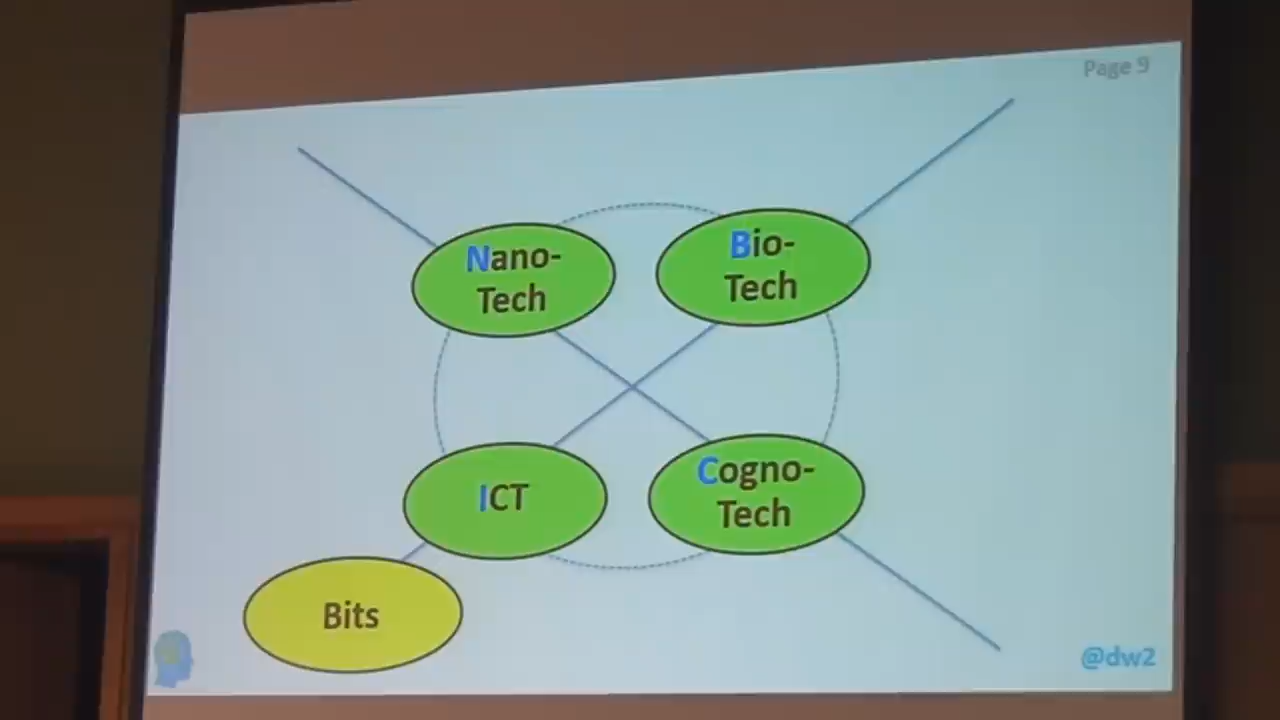 Page 9
Nano-
Tech
Bio-
Tech
ICT
Cogno-
Tech
Bits
@dw2